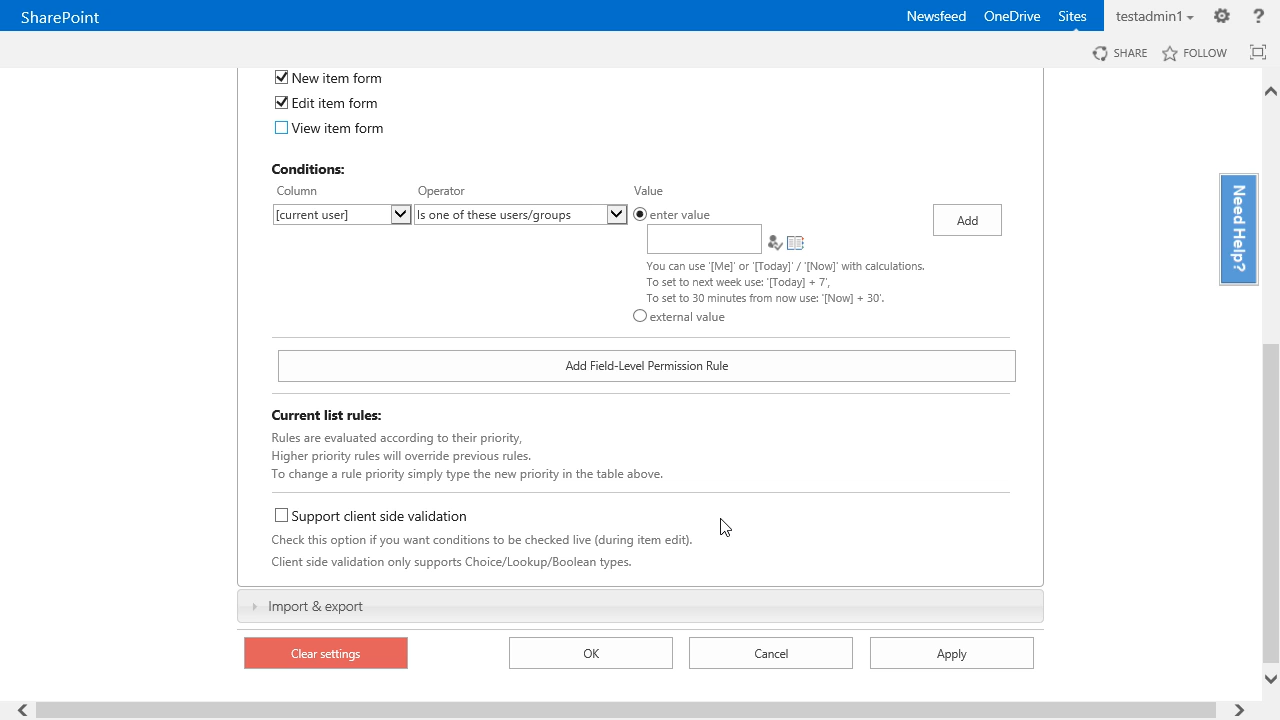 SharePoint
Newsfeed OneDrive Sites testadmin1 ?
SHARE FOLLOW
New item form
Edit item form
View item form
Conditions:
Column Operator Value
[current user] Is one of these users/groups enter value Add
You can use '[Me]' or '[Today]' / '[Now]' with calculations.
To set to next week use: '[Today] + 7',
To set to 30 minutes from now use: '[Now] + 30'.
external value
Add Field-Level Permission Rule
Current list rules:
Rules are evaluated according to their priority,
Higher priority rules will override previous rules.
To change a rule priority simply type the new priority in the table above.
Support client side validation
Check this option if you want conditions to be checked live (during item edit).
Client side validation only supports Choice/Lookup/Boolean types.
Import & export
Clear settings OK Cancel Apply
Need Help?